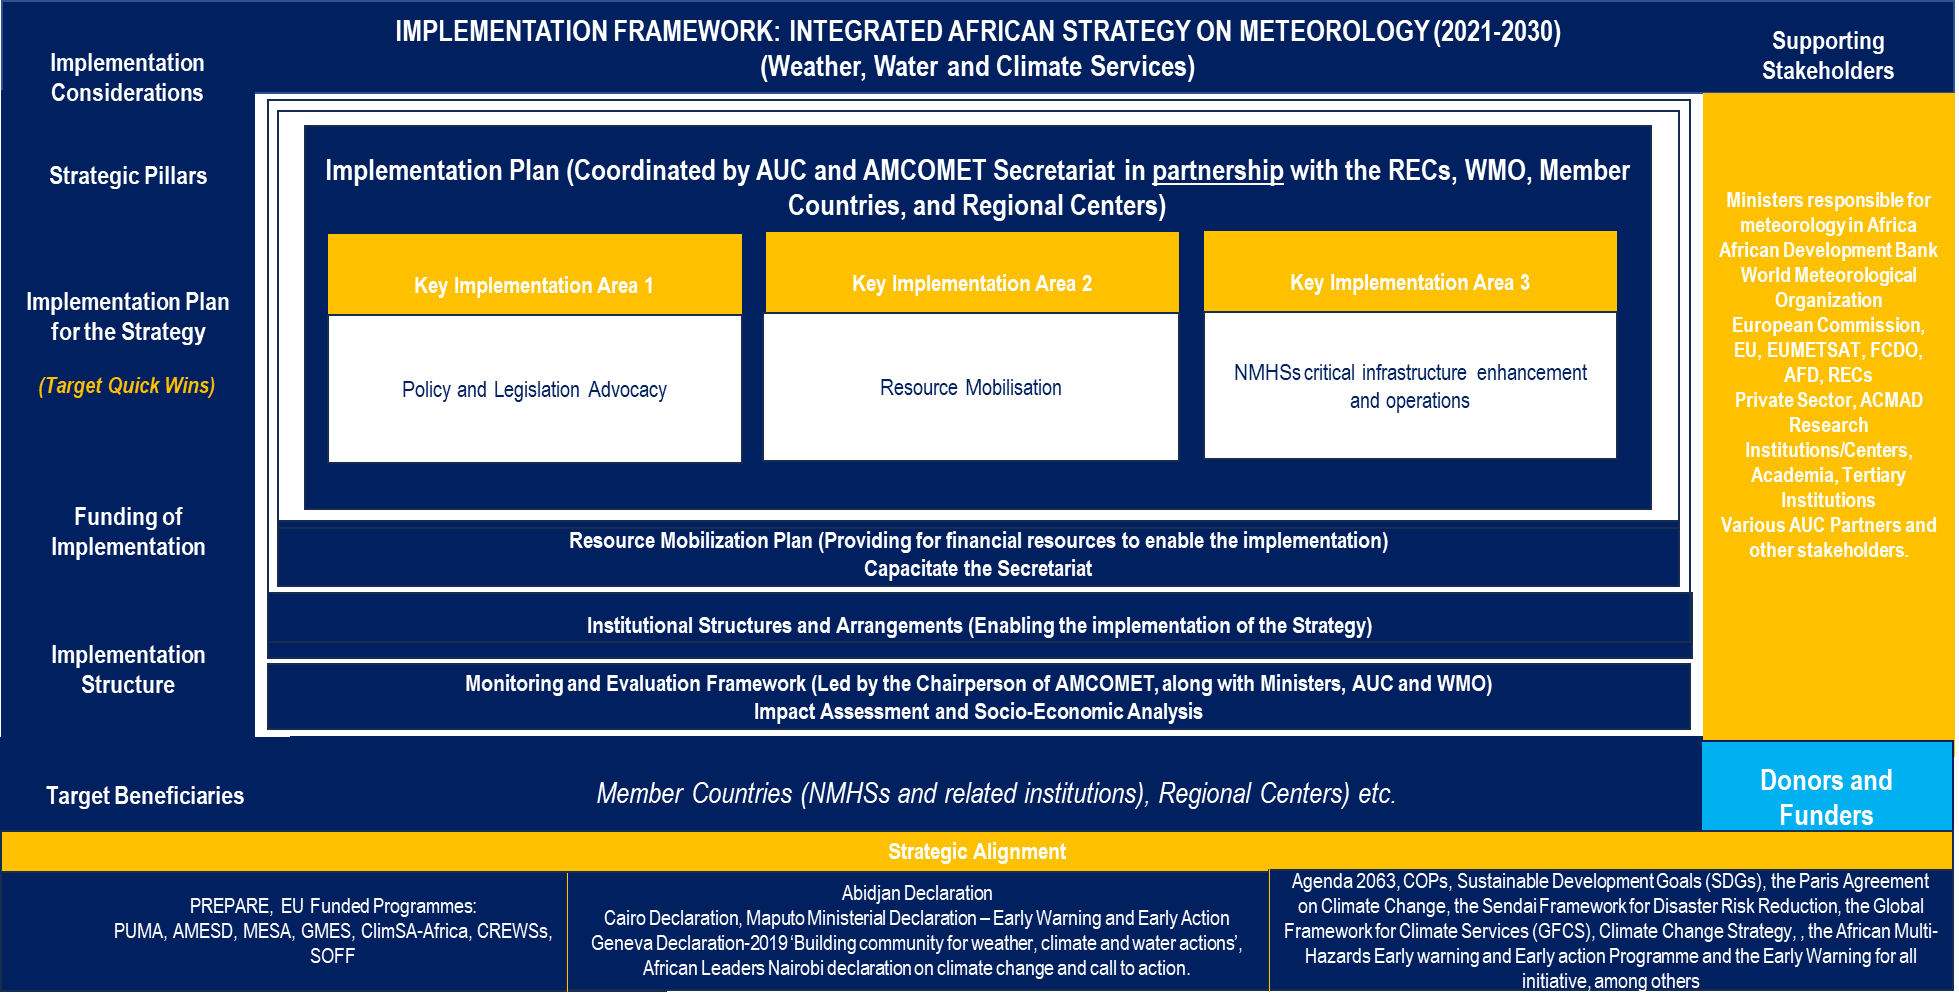 IMPLEMENTATION FRAMEWORK: INTEGRATED AFRICAN STRATEGY ON METEOROLOGY (2021-2030)
(Weather, Water and Climate Services)
Implementation
Considerations
Supporting
Stakeholders
Strategic Pillars
Implementation Plan
for the Strategy
(Target Quick Wins)
Funding of
Implementation
Implementation
Structure
Implementation Plan (Coordinated by AUC and AMCOMET Secretariat in partnership with the RECs, WMO, Member
Countries, and Regional Centers)
Key Implementation Area 1
Policy and Legislation Advocacy
Key Implementation Area 2
Resource Mobilisation
Key Implementation Area 3
NMHSs critical infrastructure enhancement
and operations
Resource Mobilization Plan (Providing for financial resources to enable the implementation)
Capacitate the Secretariat
Institutional Structures and Arrangements (Enabling the implementation of the Strategy)
Monitoring and Evaluation Framework (Led by the Chairperson of AMCOMET, along with Ministers, AUC and WMO)
Impact Assessment and Socio-Economic Analysis
Ministers responsible for
meteorology in Africa
African Development Bank
World Meteorological
Organization
European Commission,
EU, EUMETSAT, FCDO,
AFD, RECs
Private Sector, ACMAD
Research
Institutions/Centers,
Academia, Tertiary
Institutions
Various AUC Partners and
other stakeholders.
Target Beneficiaries
Member Countries (NMHSs and related institutions), Regional Centers) etc.
Donors and
Funders
Strategic Alignment
PREPARE, EU Funded Programmes:
PUMA, AMESD, MESA, GMES, ClimSA-Africa, CREWSs,
SOFF
Abidjan Declaration
Cairo Declaration, Maputo Ministerial Declaration – Early Warning and Early Action
Geneva Declaration-2019 ‘Building community for weather, climate and water actions’,
African Leaders Nairobi declaration on climate change and call to action.
Agenda 2063, COPs, Sustainable Development Goals (SDGs), the Paris Agreement
on Climate Change, the Sendai Framework for Disaster Risk Reduction, the Global
Framework for Climate Services (GFCS), Climate Change Strategy, , the African Multi-
Hazards Early warning and Early action Programme and the Early Warning for all
initiative, among others